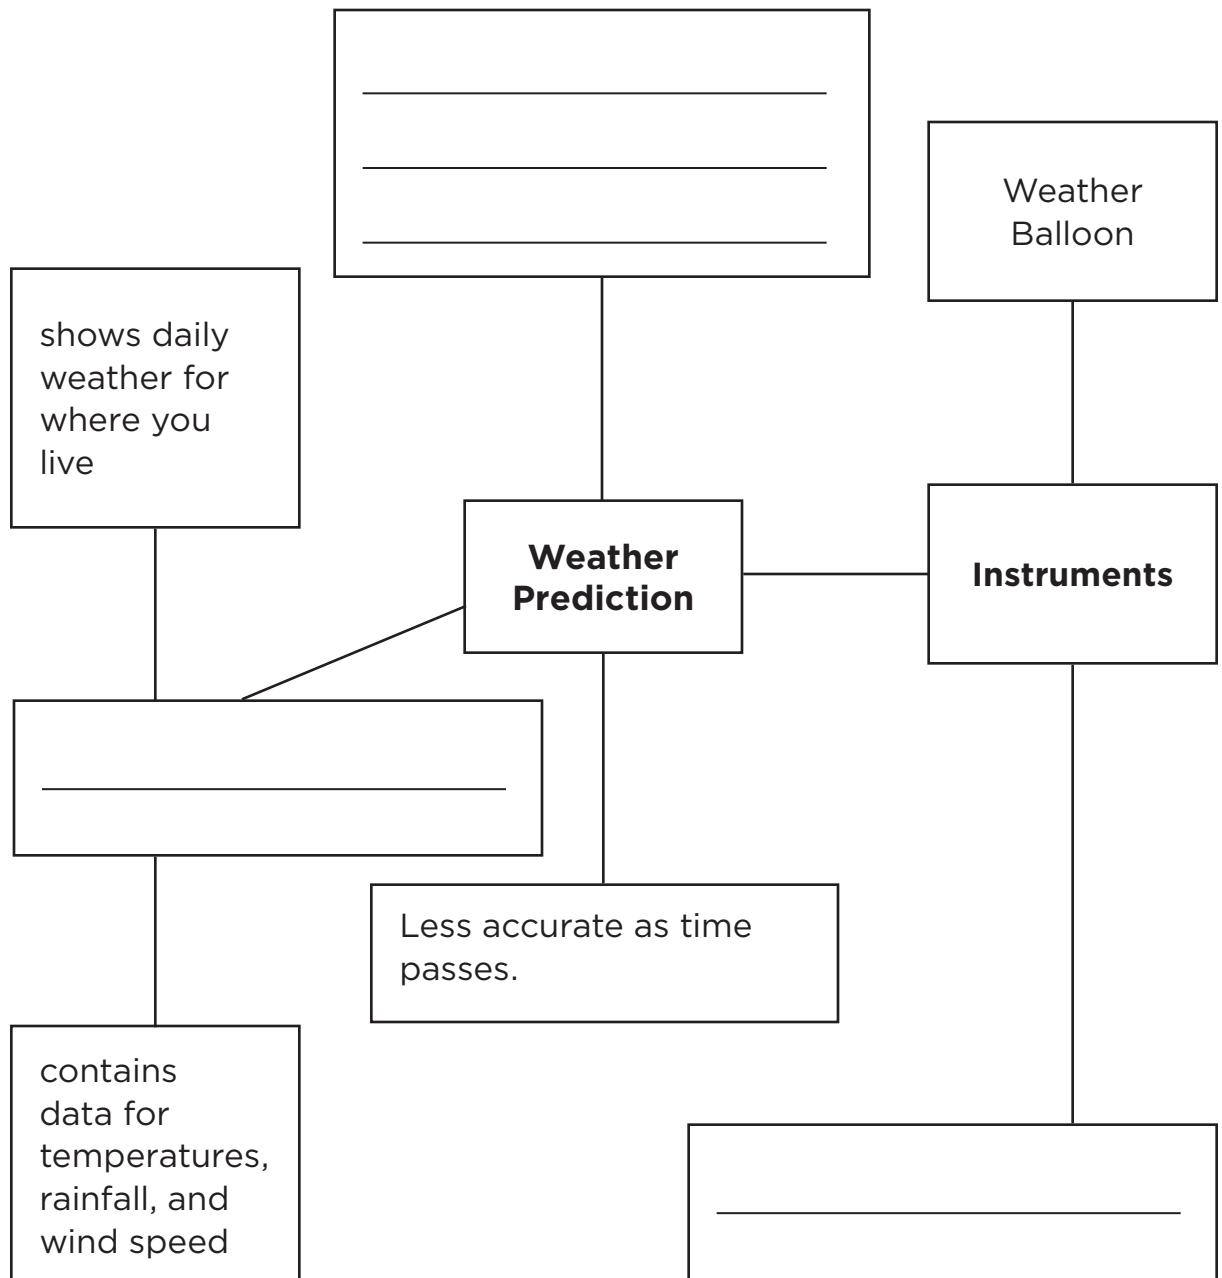 Weather
Balloon
shows daily
weather for
where you
live
Weather
Prediction
Instruments
Less accurate as time
passes.
contains
data for
temperatures,
rainfall, and
wind speed